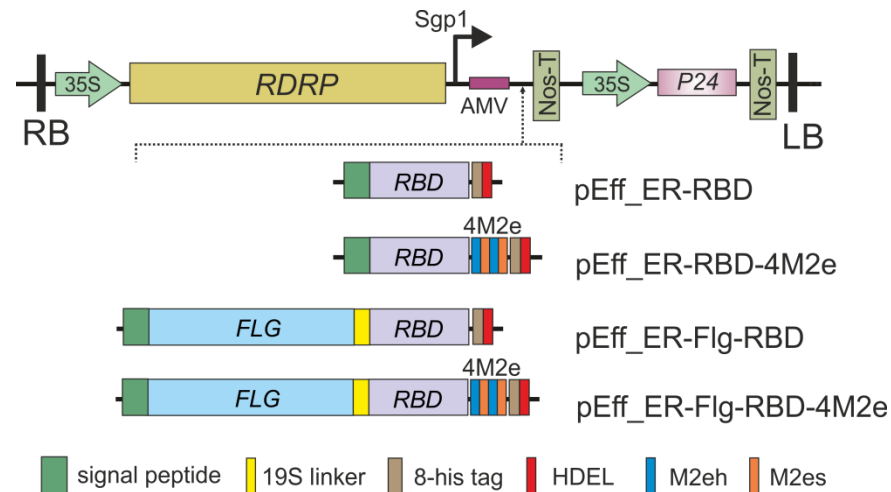 Sgp1
35S
RDRP
AMV
Nos-T
35S
P24
Nos-T
RB
LB
RBD
pEff_ER-RBD
4M2e
RBD
pEff_ER-RBD-4M2e
FLG
RBD
pEff_ER-Flg-RBD
4M2e
FLG
RBD
pEff_ER-Flg-RBD-4M2e
signal peptide
19S linker
8-his tag
HDEL
M2eh
M2es